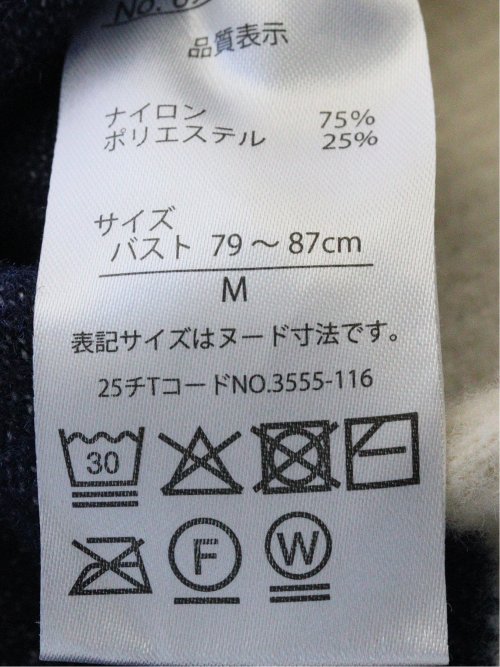 品質表示
ナイロン 75%
ポリエステル 25%
サイズ
バスト 79～87cm
M
表記サイズはヌード寸法です。
25チTコードNO.3555-116
30
F
W